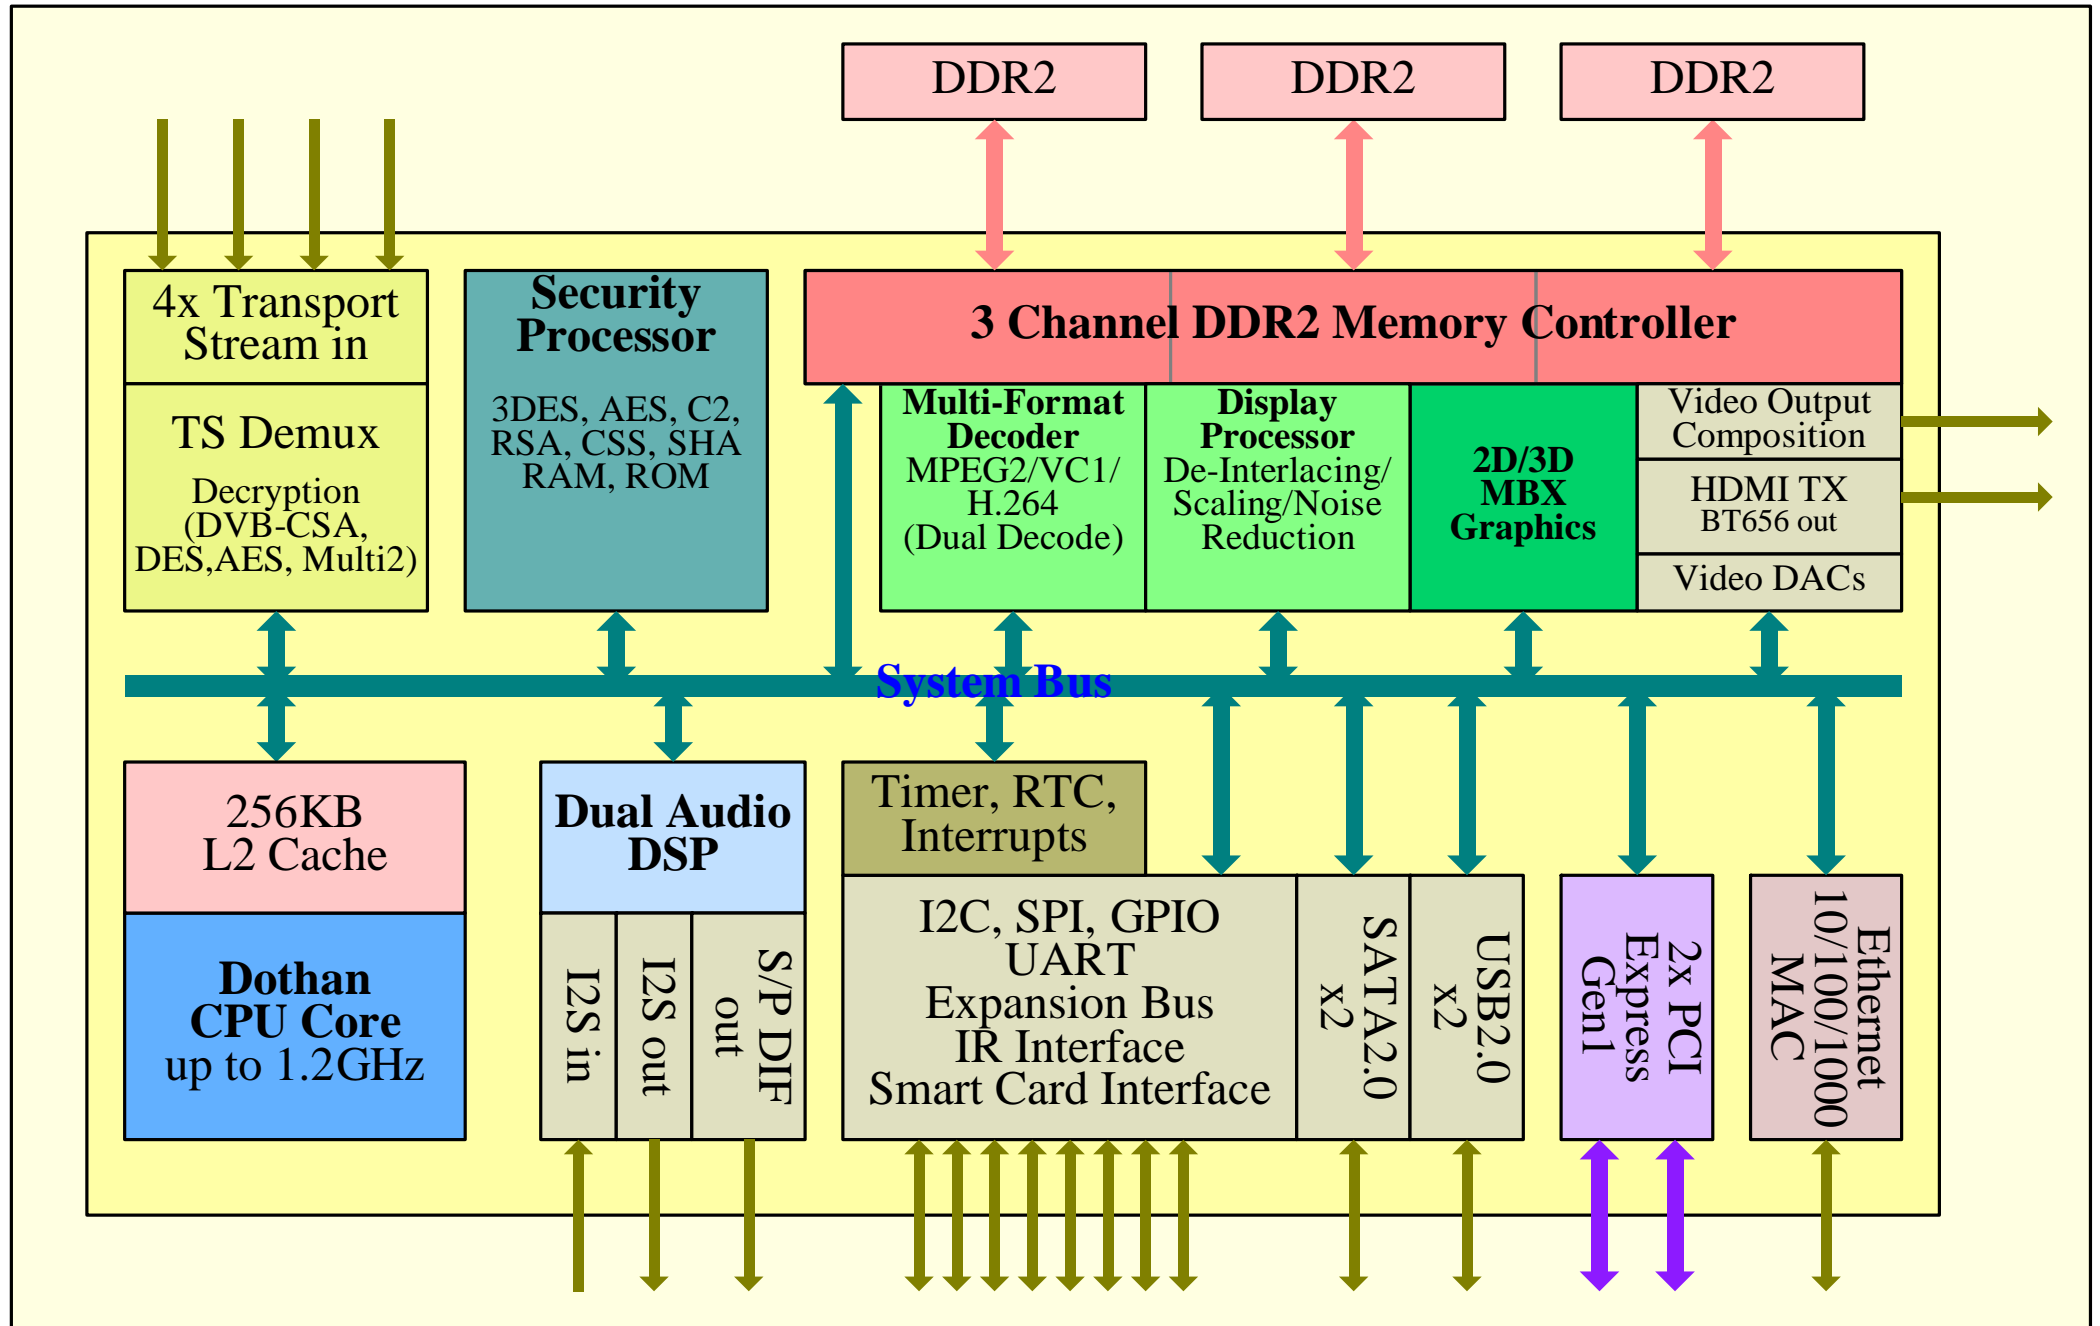 DDR2
DDR2
DDR2
4x Transport
Stream in
TS Demux
Decryption
(DVB-CSA,
DES,AES, Multi2)
Security
Processor
3DES, AES, C2,
RSA, CSS, SHA
RAM, ROM
3 Channel DDR2 Memory Controller
Multi-Format
Decoder
MPEG2/VC1/
H.264
(Dual Decode)
Display
Processor
De-Interlacing/
Scaling/Noise
Reduction
2D/3D
MBX
Graphics
Video Output
Composition
HDMI TX
BT656 out
Video DACs
System Bus
256KB
L2 Cache
Dothan
CPU Core
up to 1.2GHz
Dual Audio
DSP
I2S in
I2S out
S/P DIF
out
Timer, RTC,
Interrupts
I2C, SPI, GPIO
UART
Expansion Bus
IR Interface
Smart Card Interface
SATA2.0
x2
USB2.0
x2
2x PCI
Express
Gen1
Ethernet
10/100/1000
MAC